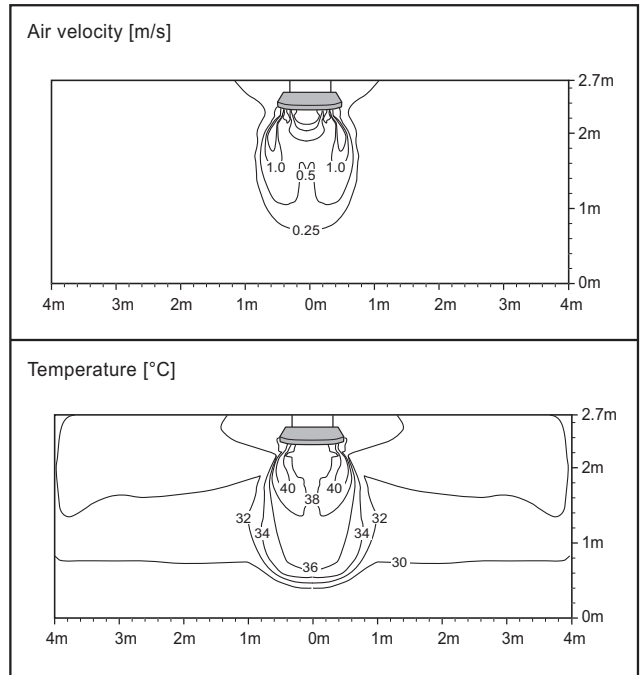 Air velocity [m/s]
2.7m
2m
1.0 1.0
0.5
1m
0.25
0m
4m 3m 2m 1m 0m 1m 2m 3m 4m
Temperature [°C]
2.7m
2m
40 40
38
32 32
34 34
1m
36 30
0m
4m 3m 2m 1m 0m 1m 2m 3m 4m